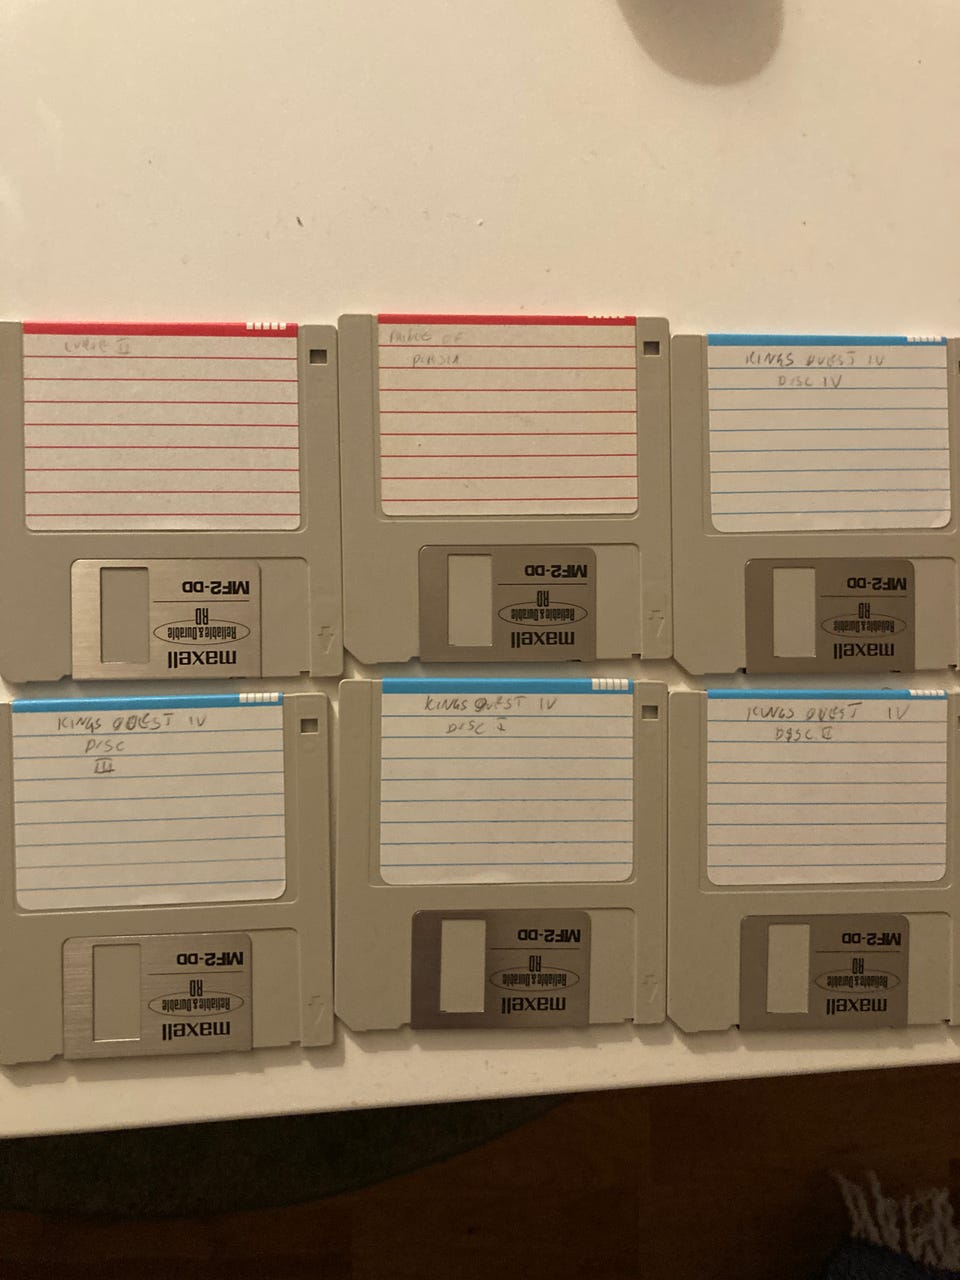 II
PRINCE OF
PERSIA
KINGS QUEST IV
DISC IV
MF2-DD
RD
Reliable & Durable
maxell
MF2-DD
RD
Reliable & Durable
maxell
MF2-DD
RD
Reliable & Durable
maxell
KINGS QUEST IV
DISC
III
KINGS QUEST IV
DISC I
KINGS QUEST IV
DISC II
MF2-DD
RD
Reliable & Durable
maxell
MF2-DD
RD
Reliable & Durable
maxell
MF2-DD
RD
Reliable & Durable
maxell